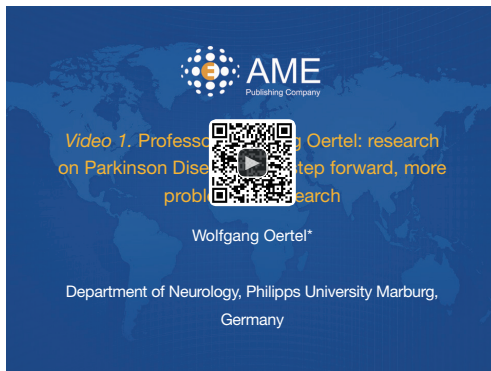 AME
Publishing Company
Video 1. Professo g Oertel: research
on Parkinson Dise step forward, more
probl earch
Wolfgang Oertel*
Department of Neurology, Philipps University Marburg,
Germany